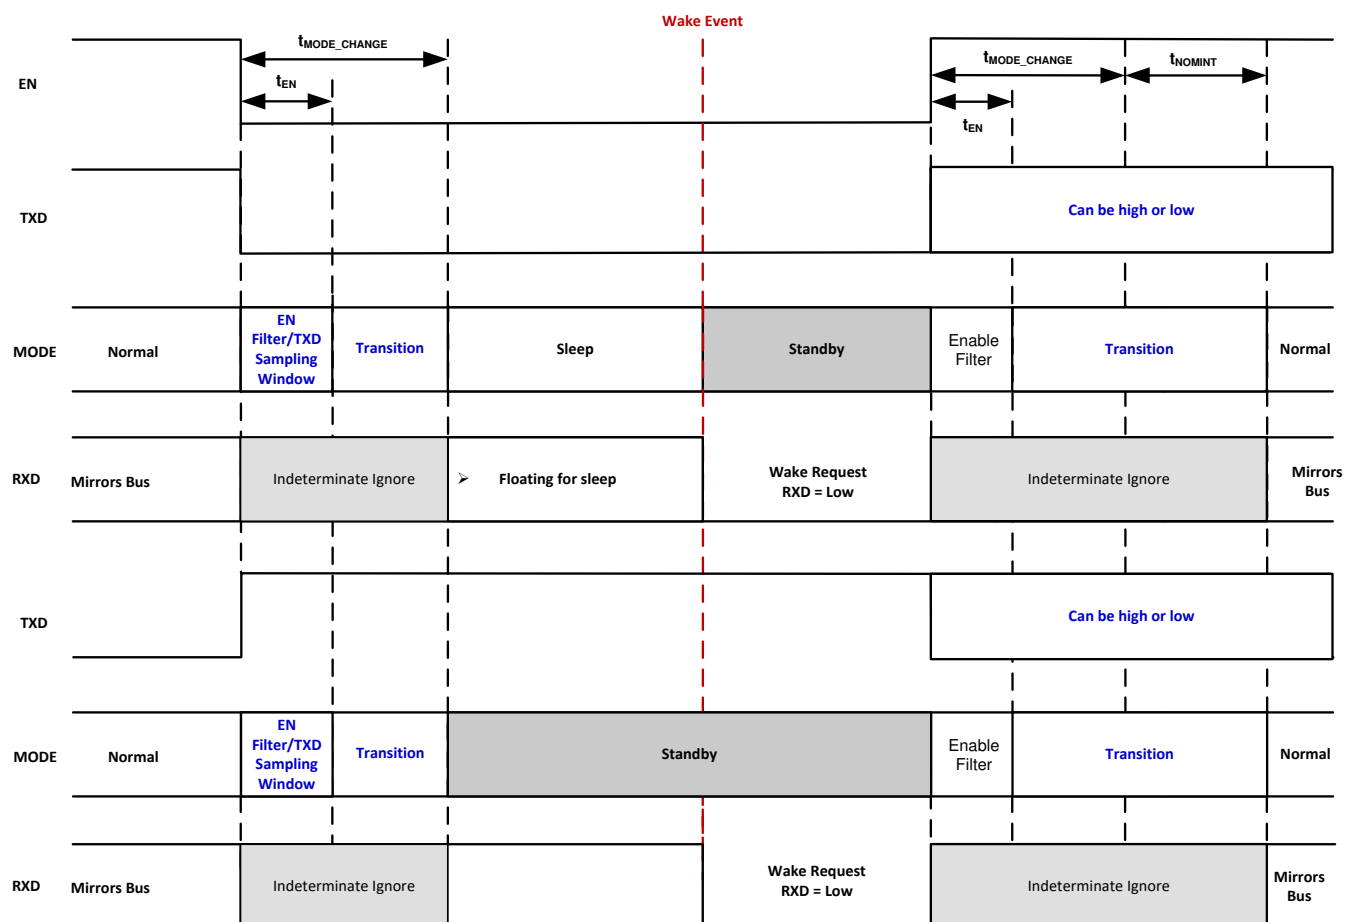 Wake Event
EN
tMODE_CHANGE
tEN
tMODE_CHANGE
tNOMINT
tEN
TXD
Can be high or low
MODE
Normal
EN
Filter/TXD
Sampling
Window
Transition
Sleep
Standby
Enable
Filter
Transition
Normal
RXD
Mirrors Bus
Indeterminate Ignore
➢ Floating for sleep
Wake Request
RXD = Low
Indeterminate Ignore
Mirrors
Bus
TXD
Can be high or low
MODE
Normal
EN
Filter/TXD
Sampling
Window
Transition
Standby
Enable
Filter
Transition
Normal
RXD
Mirrors Bus
Indeterminate Ignore
Wake Request
RXD = Low
Indeterminate Ignore
Mirrors
Bus